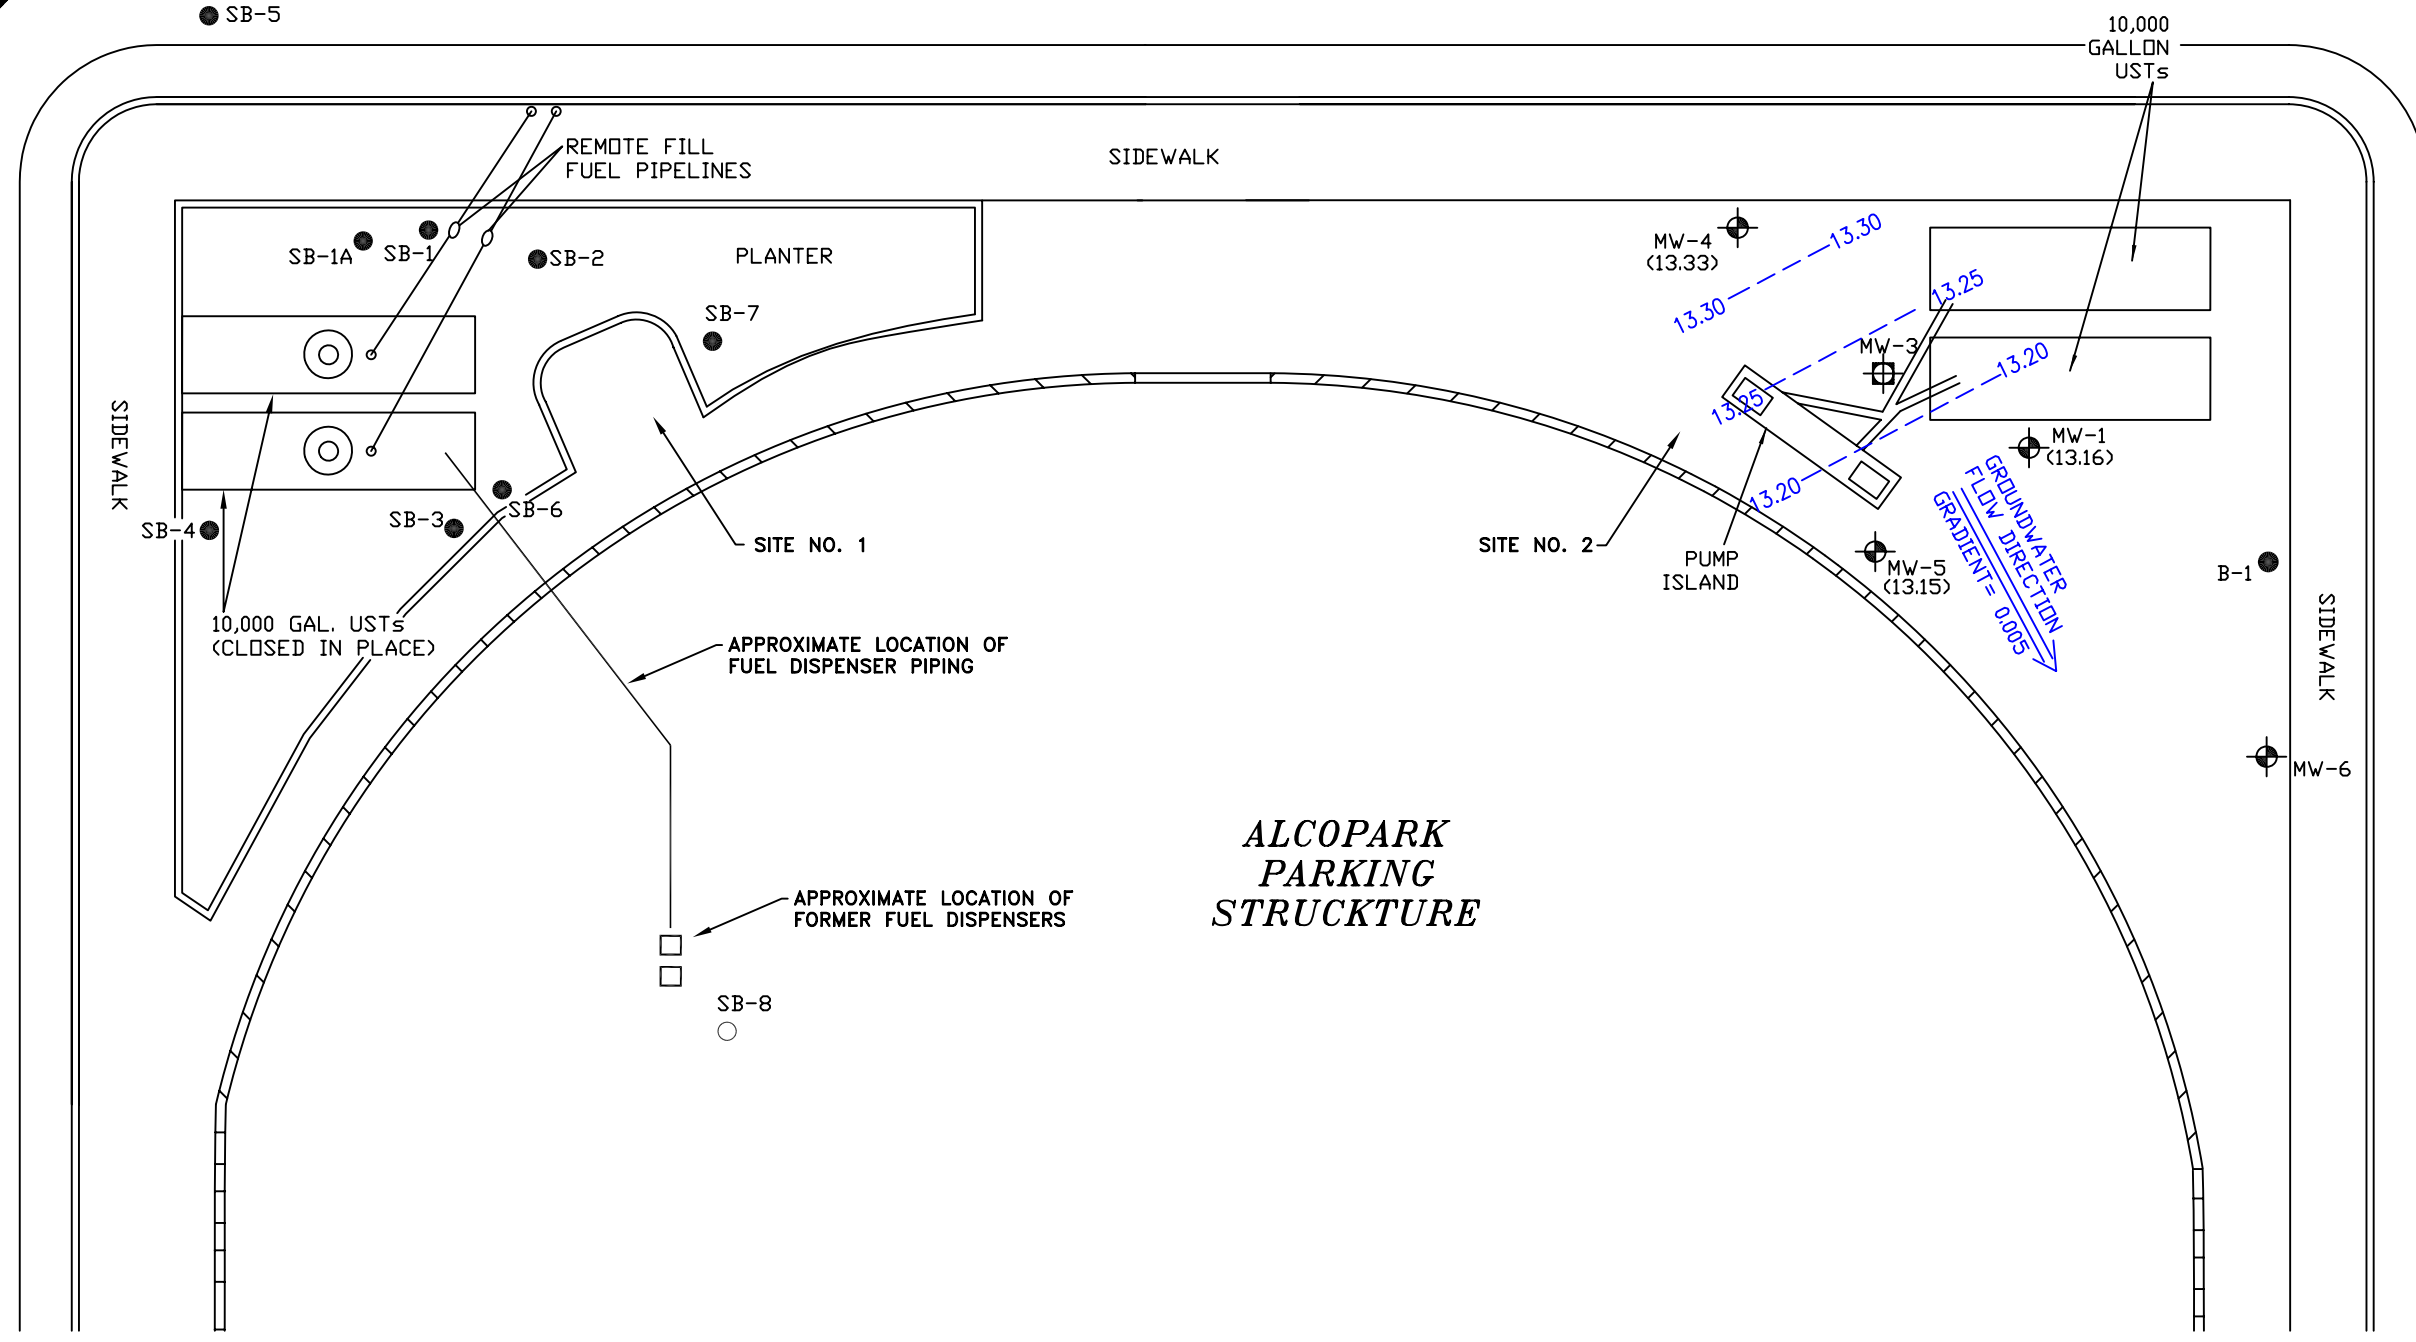 SB-5
10,000
GALLON
USTs
REMOTE FILL
FUEL PIPELINES
SIDEWALK
SB-1A
SB-1
SB-2
PLANTER
SB-7
MW-4
(13.33)
13.30
13.30
13.25
13.25
MW-3
13.20
13.20
MW-1
(13.16)
SIDEWALK
SB-4
SB-3
SB-6
SITE NO. 1
SITE NO. 2
PUMP
ISLAND
MW-5
(13.15)
GROUNDWATER
FLOW DIRECTION
GRADIENT= 0.005
B-1
SIDEWALK
10,000 GAL. USTs
(CLOSED IN PLACE)
APPROXIMATE LOCATION OF
FUEL DISPENSER PIPING
MW-6
ALCOPARK
PARKING
STRUCKTURE
APPROXIMATE LOCATION OF
FORMER FUEL DISPENSERS
SB-8